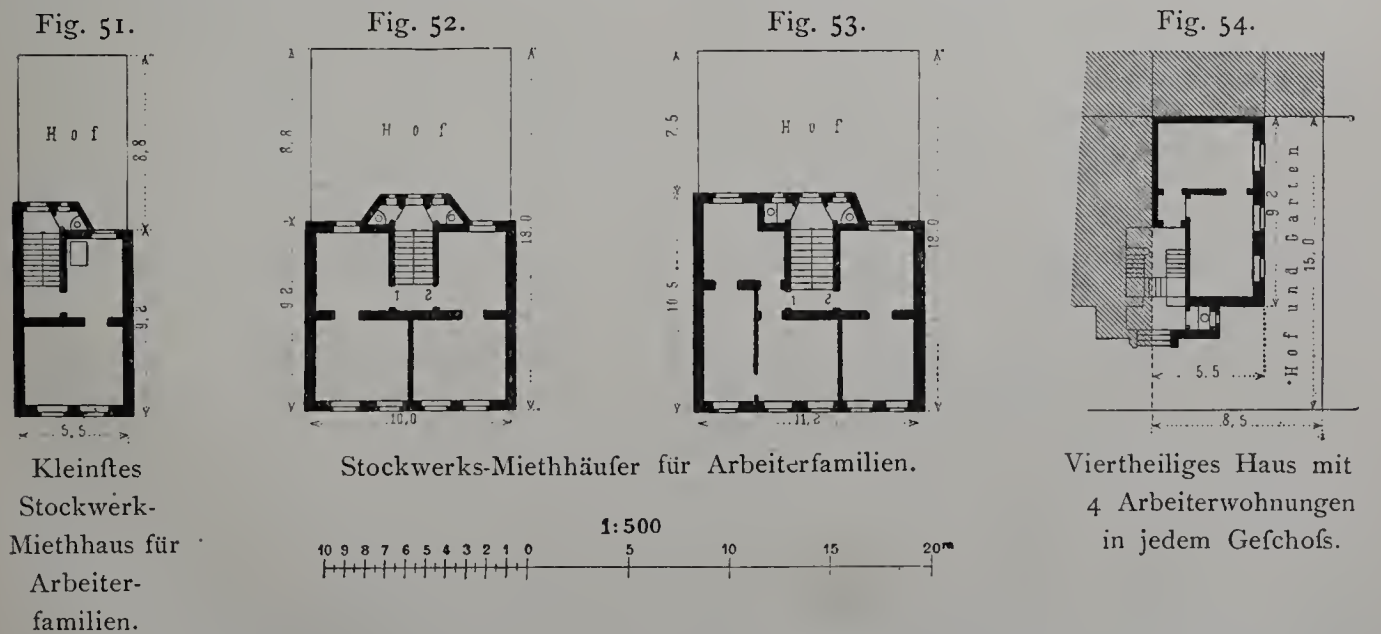 Fig. 51.
Hof
8,8
9,2
5,5
Kleinſtes
Stockwerk-
Miethhaus für
Arbeiter-
familien.
Fig. 52.
Hof
8,8
18,0
9 2.
1 2
10,0
Fig. 53.
Hof
7,5
18,0
10 5
1 2
11,2
Stockwerks-Miethhäuſer für Arbeiterfamilien.
1:500
10 9 8 7 6 5 4 3 2 1 0 5 10 15 20ᵐ
Fig. 54.
9 2
Hof und Garten
15,0
5.5
8,5
Viertheiliges Haus mit
4 Arbeiterwohnungen
in jedem Geſchoſs.